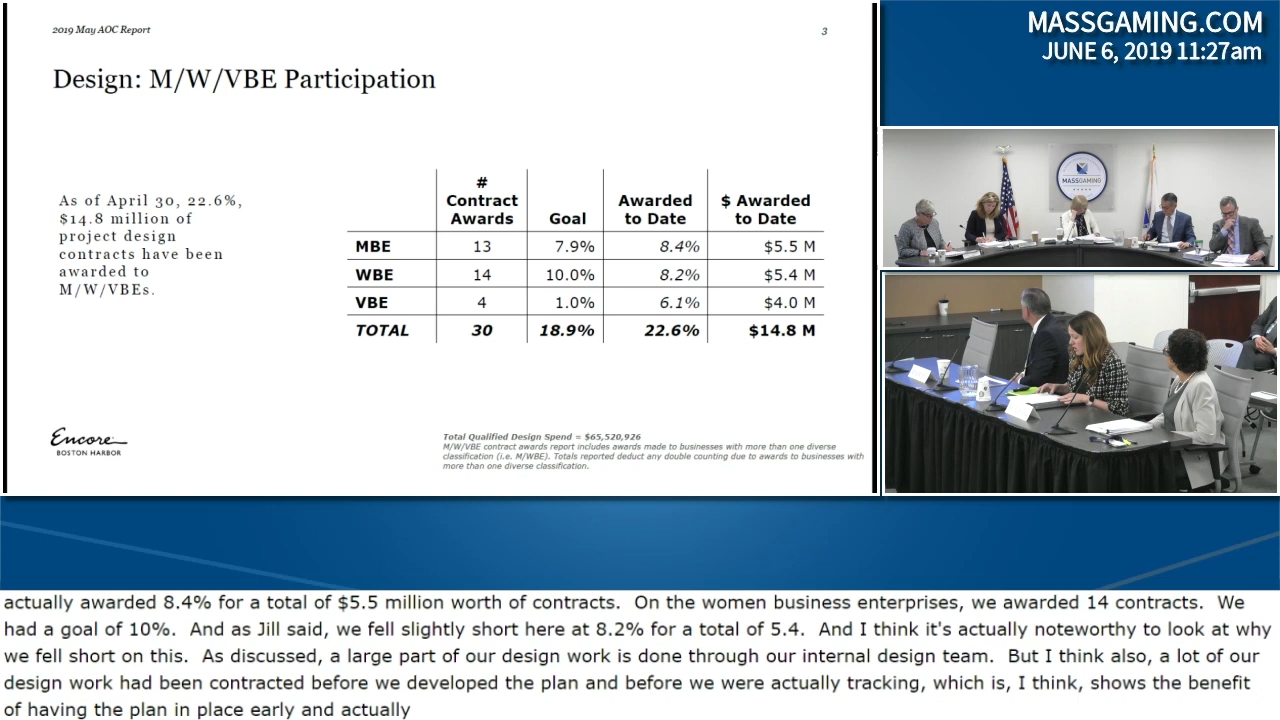 2019 May AOC Report
3
Design: M/W/VBE Participation
As of April 30, 22.6%,
$14.8 million of
project design
contracts have been
awarded to
M/W/VBEs.
# Contract Awards Goal Awarded to Date $ Awarded to Date
MBE 13 7.9% 8.4% $5.5 M
WBE 14 10.0% 8.2% $5.4 M
VBE 4 1.0% 6.1% $4.0 M
TOTAL 30 18.9% 22.6% $14.8 M
Encore
BOSTON HARBOR
Total Qualified Design Spend = $65,520,926
M/W/VBE contract awards report includes awards made to businesses with more than one diverse
classification (i.e. M/WBE). Totals reported deduct any double counting due to awards to businesses with
more than one diverse classification.
MASSGAMING.COM
JUNE 6, 2019 11:27am
MASSGAMING
actually awarded 8.4% for a total of $5.5 million worth of contracts.  On the women business enterprises, we awarded 14 contracts.  We
had a goal of 10%.  And as Jill said, we fell slightly short here at 8.2% for a total of 5.4.  And I think it's actually noteworthy to look at why
we fell short on this.  As discussed, a large part of our design work is done through our internal design team.  But I think also, a lot of our
design work had been contracted before we developed the plan and before we were actually tracking, which is, I think, shows the benefit
of having the plan in place early and actually